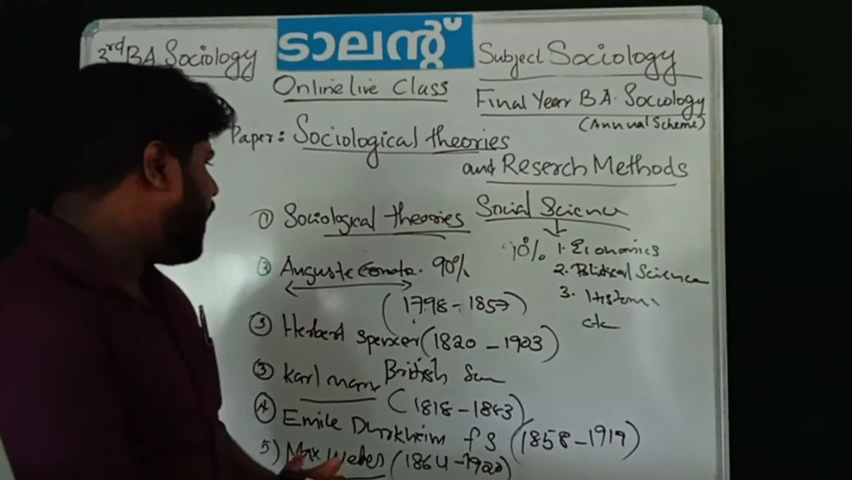 3rd BA Sociology
ടാലന്റ്
Subject Sociology
Online live Class
Final Year B.A. Sociology
(Annual Scheme)
Paper: Sociological theories
and Reserch Methods
① Sociological theories
Social Science
10% 1. Economics
② Auguste Comte. 90%
2. Political Science
(1798-1857)
3.
etc
③ Herbert Spencer (1820-1903)
③ Karl marx British
(1818-1883)
④ Emile Durkheim (1858-1917)
5) Max Weber (1864-1920)